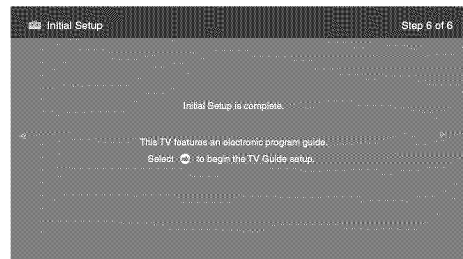 Initial Setup
Step 6 of 6
Initial Setup is complete.
This TV features an electronic program guide.
Select to begin the TV Guide setup.